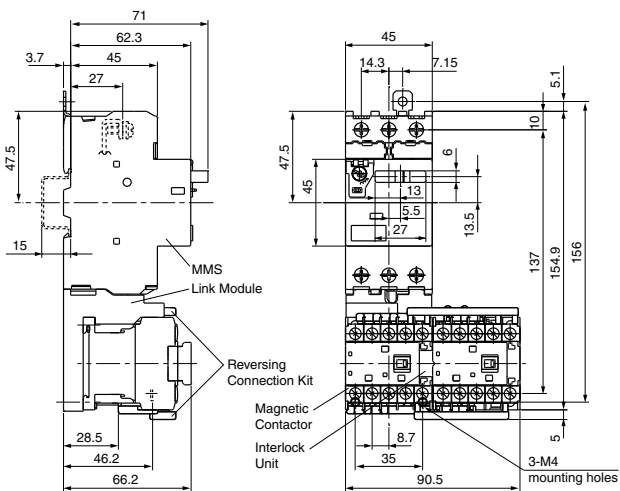 71
62.3
3.7
45
27
47.5
15
MMS
Link Module
Reversing
Connection Kit
28.5
46.2
66.2
45
14.3
7.15
5.1
10
47.5
45
6
13
5.5
27
13.5
137
154.9
156
Magnetic
Contactor
Interlock
Unit
8.7
35
90.5
5
3-M4
mounting holes